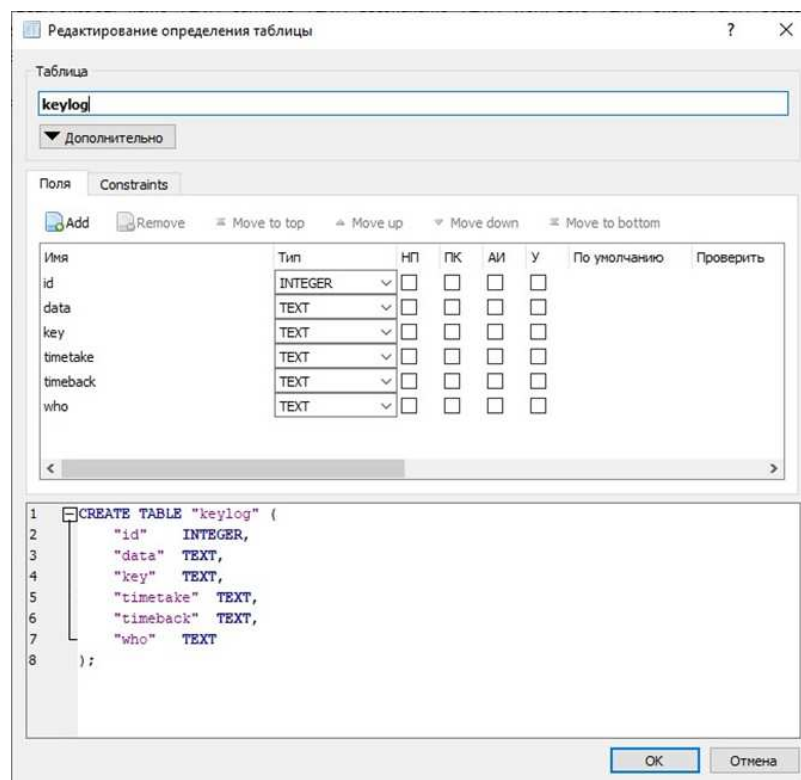 Редактирование определения таблицы ? ×
Таблица
keylog
Дополнительно
Поля Constraints
Add Remove Move to top Move up Move down Move to bottom
Имя Тип НП ПК АИ У По умолчанию Проверить
id INTEGER
data TEXT
key TEXT
timetake TEXT
timeback TEXT
who TEXT
1 CREATE TABLE "keylog" (
2 "id" INTEGER,
3 "data" TEXT,
4 "key" TEXT,
5 "timetake" TEXT,
6 "timeback" TEXT,
7 "who" TEXT
8 );
OK Отмена